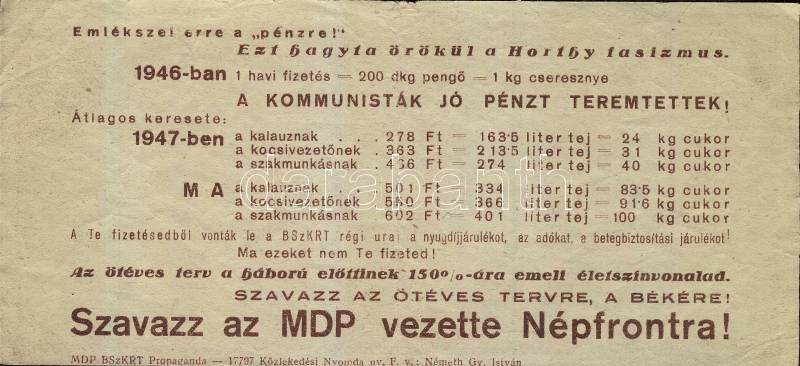 Emlékszel erre a „pénzre!"
Ezt hagyta örökül a Horthy fasizmus.
1946-ban 1 havi fizetés = 200 dkg pengő = 1 kg cseresznye
A KOMMUNISTÁK JÓ PÉNZT TEREMTETTEK!
Átlagos keresete:
1947-ben a kalauznak . . . 278 Ft = 163·5 liter tej = 24 kg cukor
a kocsivezetőnek . 363 Ft = 213·5 liter tej = 31 kg cukor
a szakmunkásnak . 466 Ft = 274 liter tej = 40 kg cukor
MA a kalauznak . . . 501 Ft = 334 liter tej = 83·5 kg cukor
a kocsivezetőnek . 550 Ft = 366 liter tej = 91·6 kg cukor
a szakmunkásnak . 602 Ft = 401 liter tej = 100 kg cukor
darabanth
A Te fizetésedből vonták le a BSzKRT régi urai a nyugdíjjárulékot, az adókat, a betegbiztosítási járulékot!
Ma ezeket nem Te fizeted!
Az ötéves terv a háború előttinek 150%-ára emeli életszínvonalad.
SZAVAZZ AZ ÖTÉVES TERVRE, A BÉKÉRE!
Szavazz az MDP vezette Népfrontra!
MDP BSzKRT Propaganda — 17797 Közlekedési Nyomda nv. F. v.: Németh Gy. István